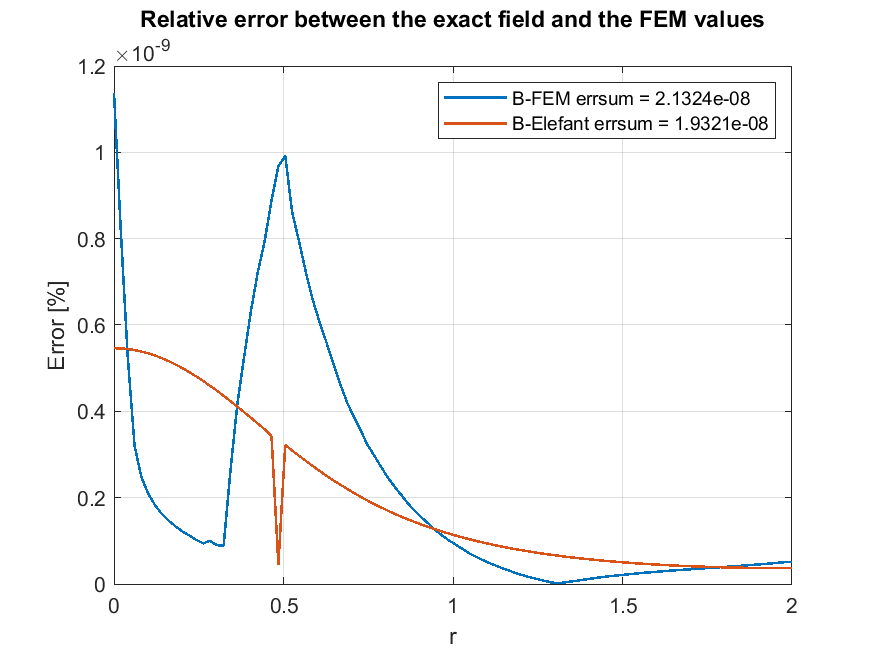 Relative error between the exact field and the FEM values
×10-9
1.2
1
0.8
0.6
0.4
0.2
0
Error [%]
B-FEM errsum = 2.1324e-08
B-Elefant errsum = 1.9321e-08
0 0.5 1 1.5 2
r